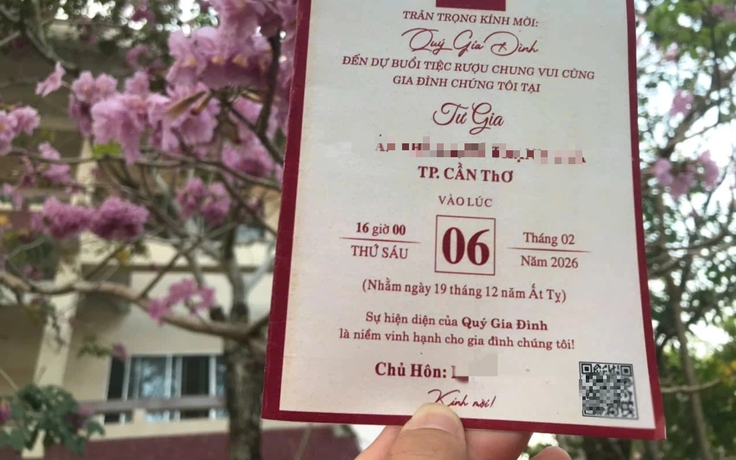 TRÂN TRỌNG KÍNH MỜI:
Quý Gia Đình
ĐẾN DỰ BUỔI TIỆC RƯỢU CHUNG VUI CÙNG
GIA ĐÌNH CHÚNG TÔI TẠI
Tư Gia
TP. CẦN THƠ
VÀO LÚC
16 giờ 00
THỨ SÁU
06
Tháng 02
Năm 2026
(Nhằm ngày 19 tháng 12 năm Ất Tỵ)
Sự hiện diện của Quý Gia Đình
là niềm vinh hạnh cho gia đình chúng tôi!
Chủ Hôn:
Kính mời!